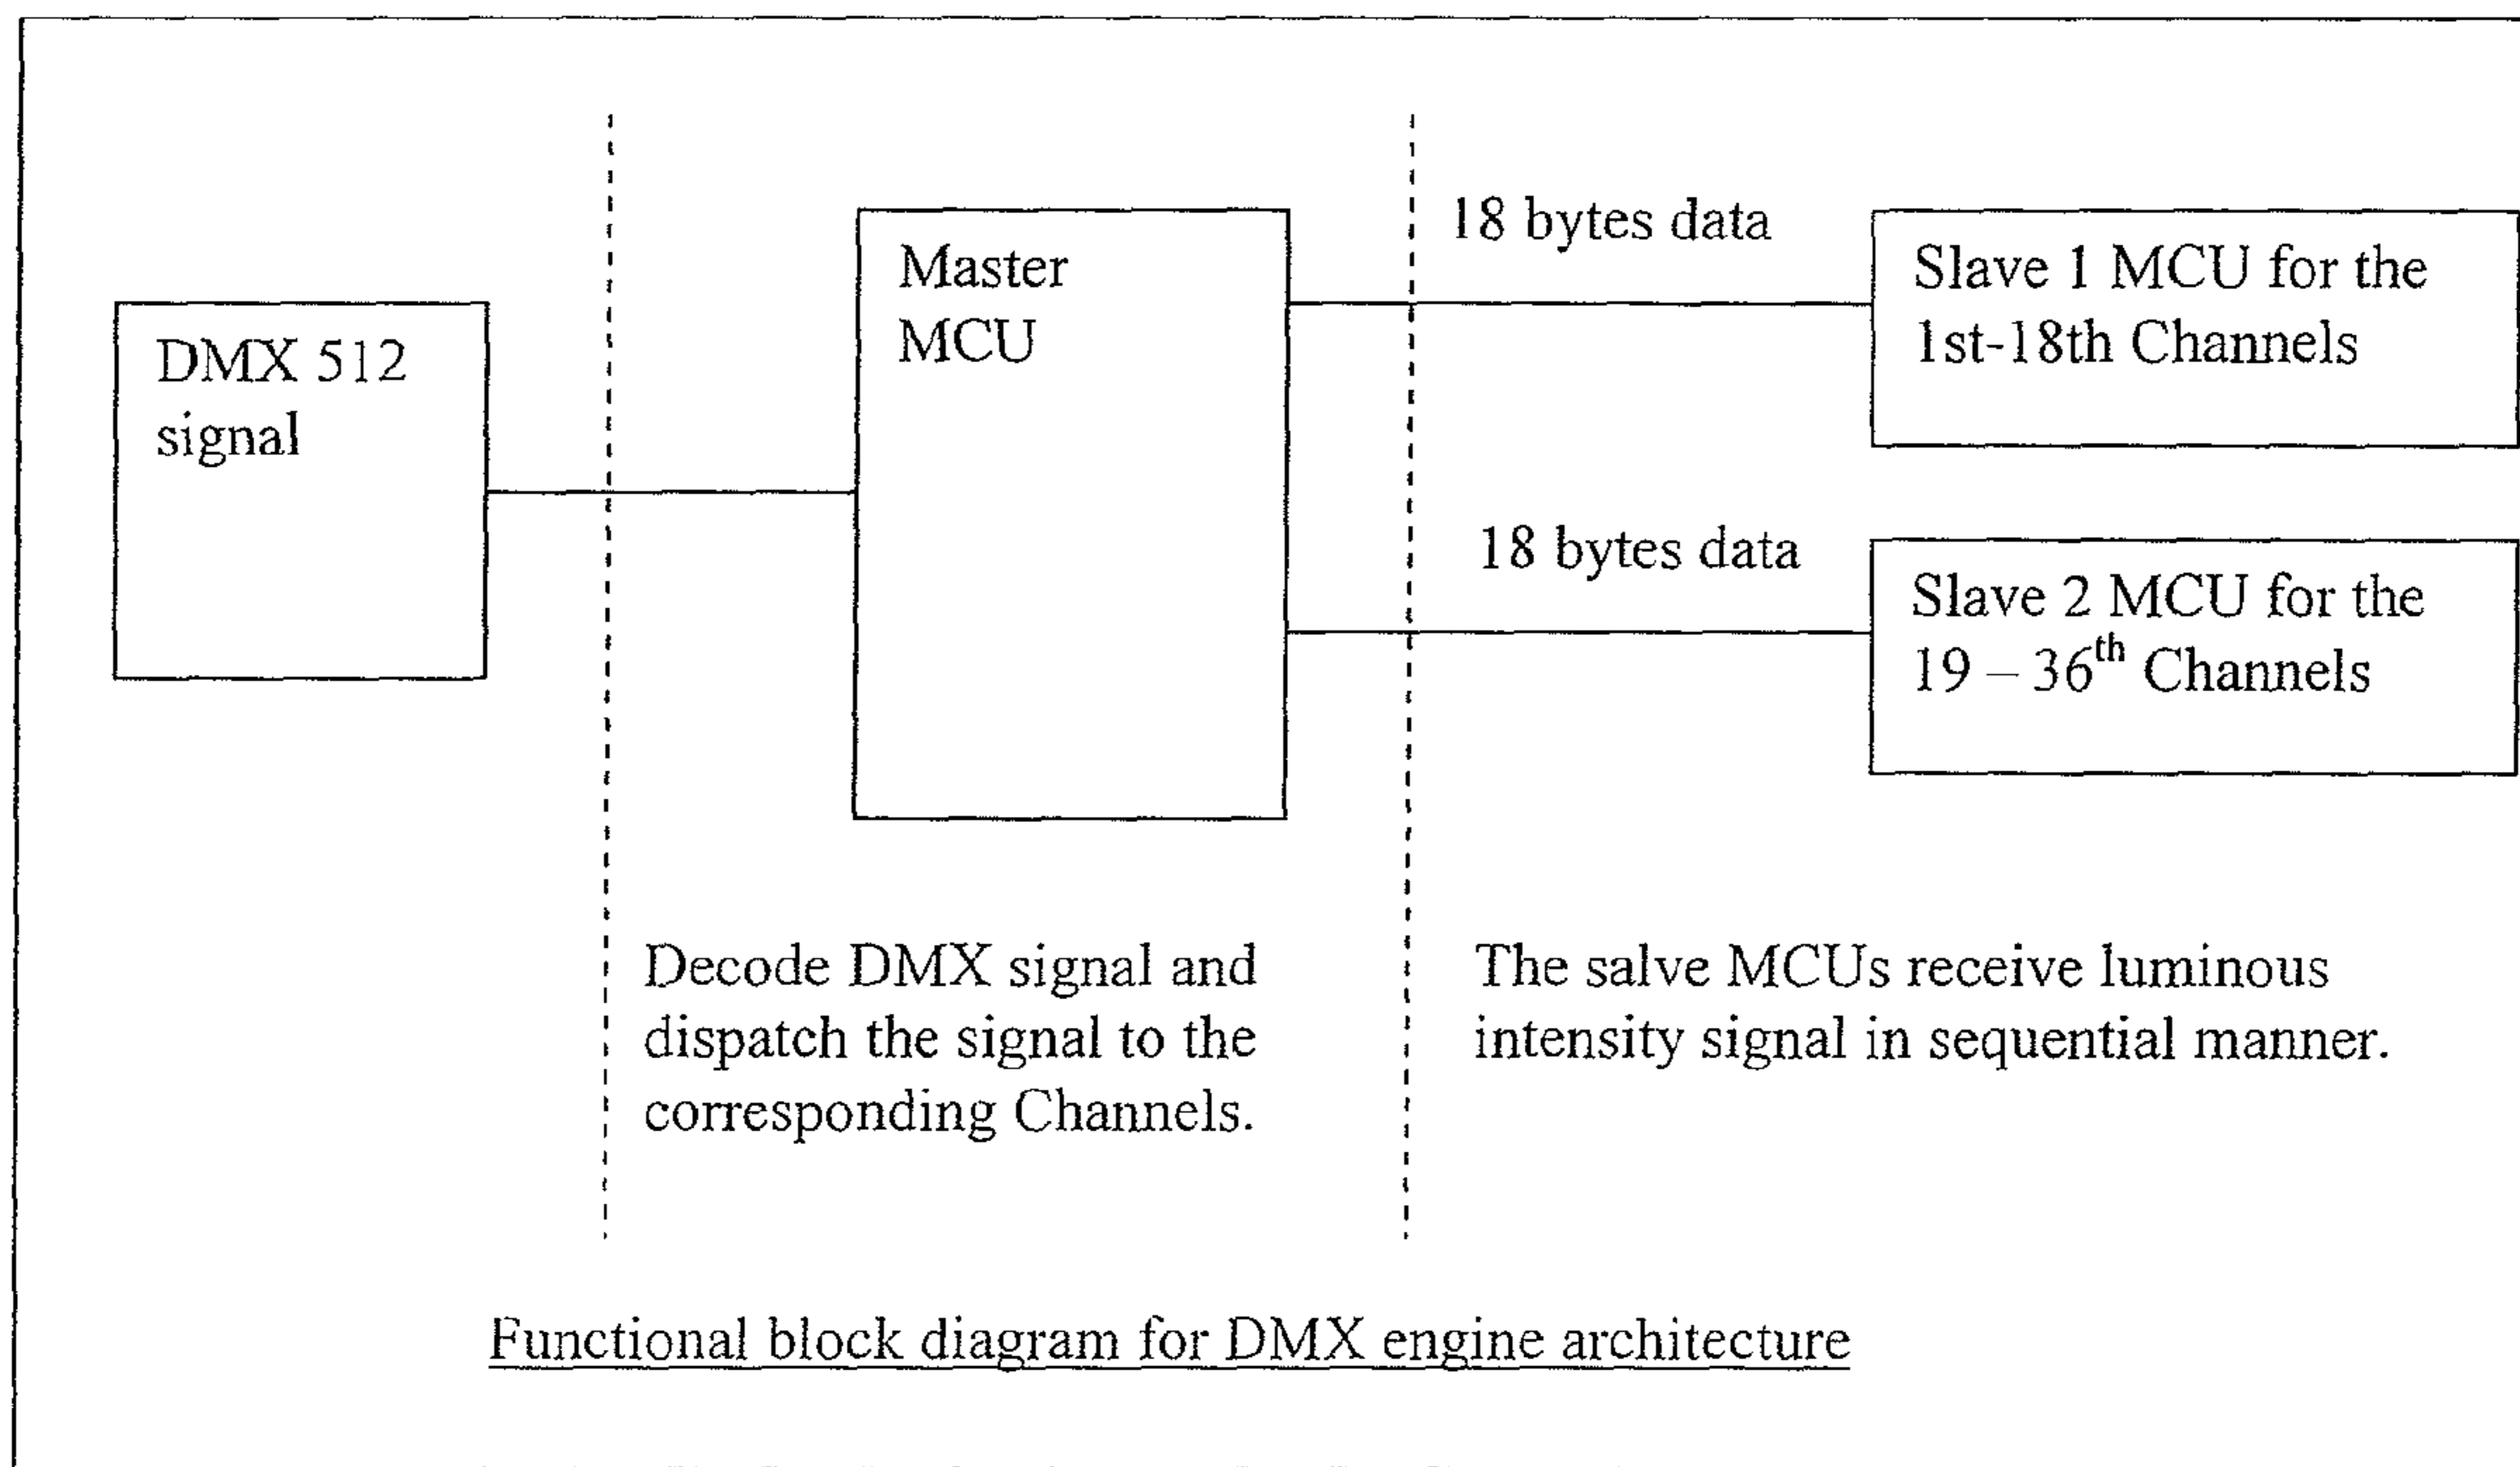 DMX 512
signal
Master
MCU
18 bytes data
Slave 1 MCU for the
1st-18th Channels
18 bytes data
Slave 2 MCU for the
19 – 36th Channels
Decode DMX signal and
dispatch the signal to the
corresponding Channels.
The salve MCUs receive luminous
intensity signal in sequential manner.
Functional block diagram for DMX engine architecture